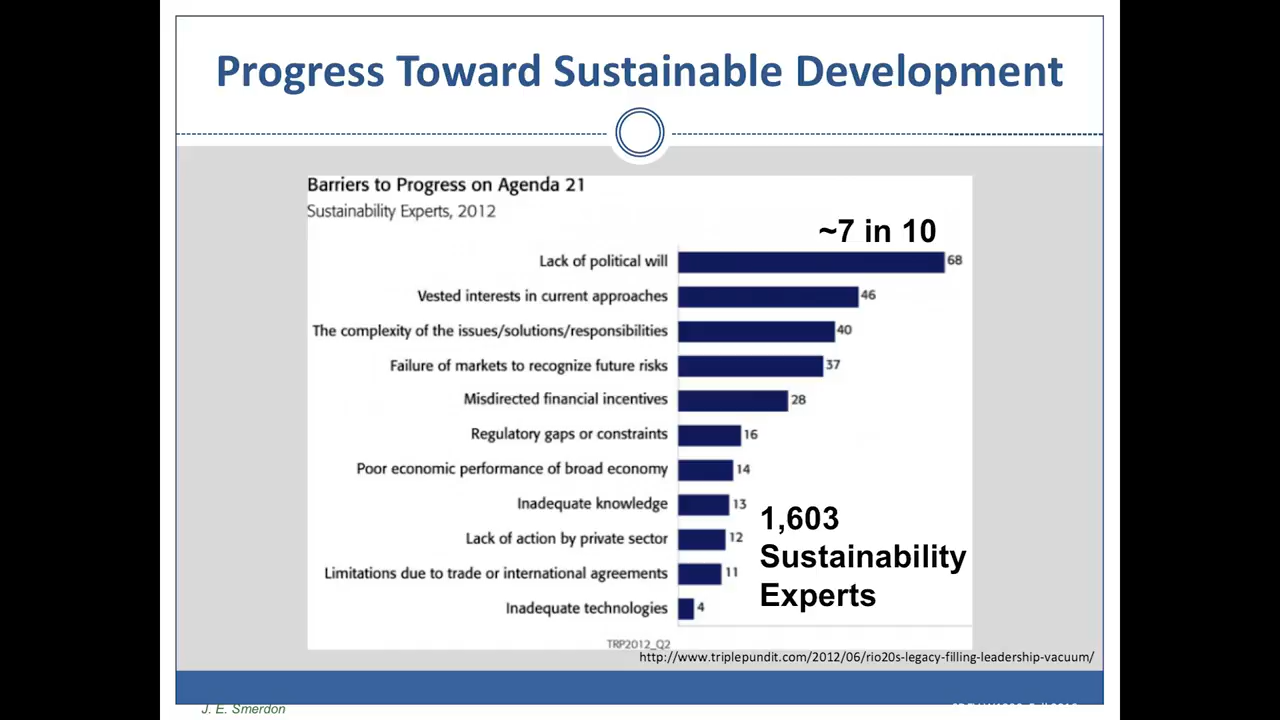 Progress Toward Sustainable Development
Barriers to Progress on Agenda 21
Sustainability Experts, 2012
~7 in 10
Lack of political will 68
Vested interests in current approaches 46
The complexity of the issues/solutions/responsibilities 40
Failure of markets to recognize future risks 37
Misdirected financial incentives 28
Regulatory gaps or constraints 16
Poor economic performance of broad economy 14
Inadequate knowledge 13
Lack of action by private sector 12
Limitations due to trade or international agreements 11
Inadequate technologies 4
1,603
Sustainability
Experts
TRP2012_Q2
http://www.triplepundit.com/2012/06/rio20s-legacy-filling-leadership-vacuum/
J. E. Smerdon